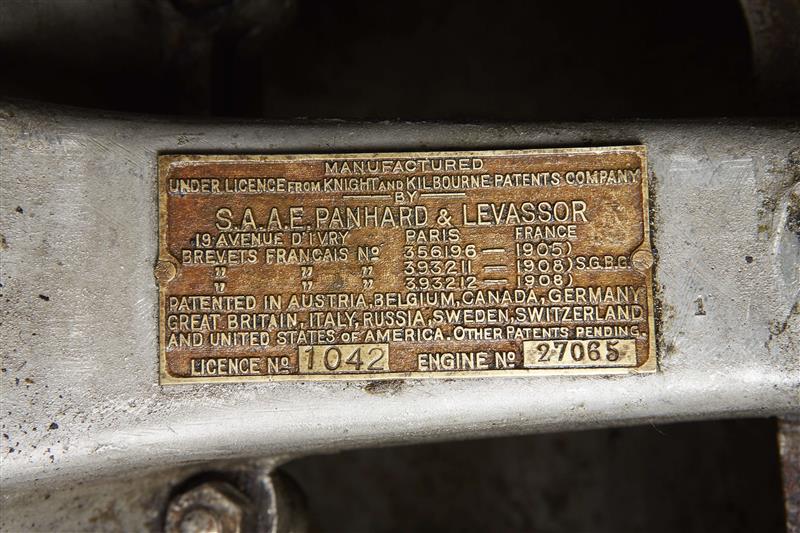 MANUFACTURED
UNDER LICENCE FROM KNIGHT AND KILBOURNE PATENTS COMPANY
BY
S.A.A.E. PANHARD & LEVASSOR
19 AVENUE D'IVRY PARIS FRANCE
BREVETS FRANÇAIS No 356196 — 1905)
" " " 393211 — 1908) S.G.B.G.
" " " 393212 — 1908)
PATENTED IN AUSTRIA, BELGIUM, CANADA, GERMANY
GREAT BRITAIN, ITALY, RUSSIA, SWEDEN, SWITZERLAND
AND UNITED STATES OF AMERICA. OTHER PATENTS PENDING.
LICENCE No 1042 ENGINE No 27065
1